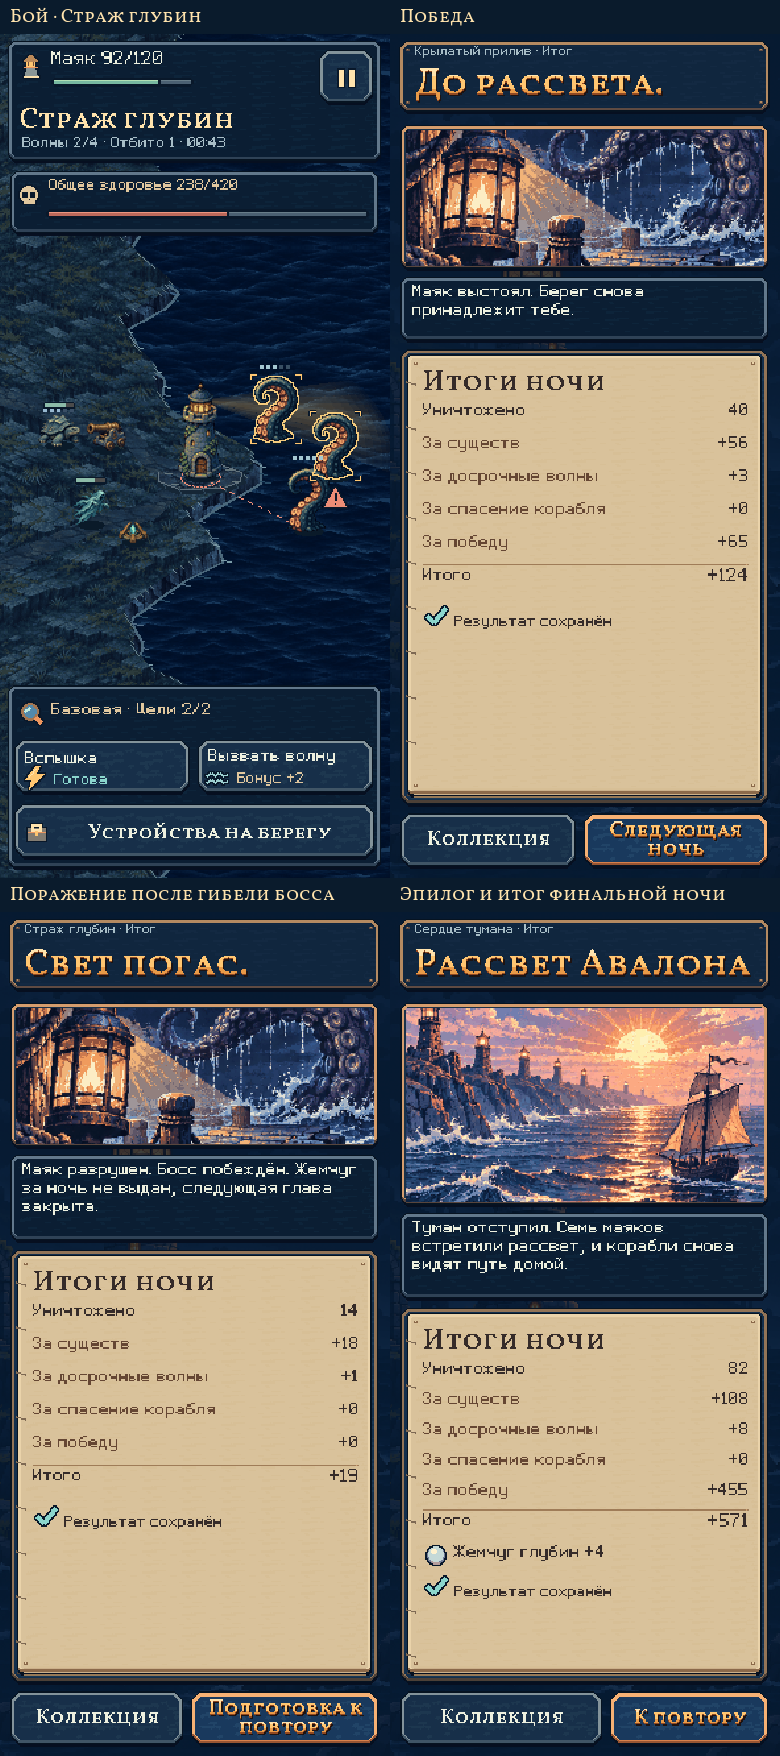 Бой · Страж глубин
Маяк 92/120
Страж глубин
Волны 2/4 · Отбито 1 · 00:43
Общее здоровье 238/420
Базовая · Цели 2/2
Вспышка
Готова
Вызвать волну
Бонус +2
Устройства на берегу
Победа
Крылатый прилив · Итог
До рассвета.
Маяк выстоял. Берег снова
принадлежит тебе.
Итоги ночи
Уничтожено 40
За существ +56
За досрочные волны +3
За спасение корабля +0
За победу +65
Итого +124
Результат сохранён
Коллекция
Следующая
ночь
Поражение после гибели босса
Страж глубин · Итог
Свет погас.
Маяк разрушен. Босс побеждён. Жемчуг
за ночь не выдан, следующая глава
закрыта.
Итоги ночи
Уничтожено 14
За существ +18
За досрочные волны +1
За спасение корабля +0
За победу +0
Итого +19
Результат сохранён
Коллекция
Подготовка к
повтору
Эпилог и итог финальной ночи
Сердце тумана · Итог
Рассвет Авалона
Туман отступил. Семь маяков
встретили рассвет, и корабли снова
видят путь домой.
Итоги ночи
Уничтожено 82
За существ +108
За досрочные волны +8
За спасение корабля +0
За победу +455
Итого +571
Жемчуг глубин +4
Результат сохранён
Коллекция
К повтору